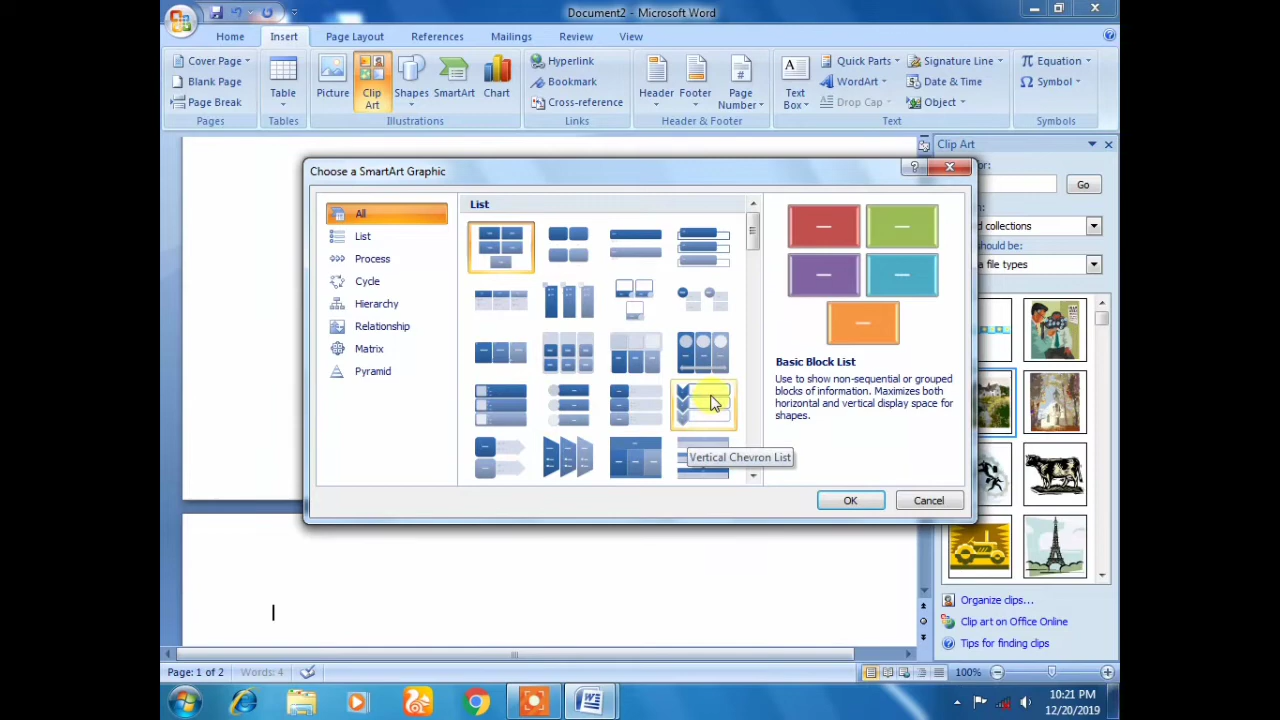 Document2 - Microsoft Word
Home
Insert
Page Layout
References
Mailings
Review
View
Cover Page
Blank Page
Page Break
Pages
Table
Tables
Picture
Clip
Art
Shapes
SmartArt
Chart
Illustrations
Hyperlink
Bookmark
Cross-reference
Links
Header
Footer
Page
Number
Header & Footer
Text
Box
Quick Parts
WordArt
Drop Cap
Signature Line
Date & Time
Object
Text
Equation
Symbol
Symbols
Clip Art
or:
Go
n:
d collections
should be:
a file types
Choose a SmartArt Graphic
All
List
Process
Cycle
Hierarchy
Relationship
Matrix
Pyramid
List
Vertical Chevron List
Basic Block List
Use to show non-sequential or grouped
blocks of information. Maximizes both
horizontal and vertical display space for
shapes.
OK
Cancel
Organize clips...
Clip art on Office Online
Tips for finding clips
Page: 1 of 2
Words: 4
100%
10:21 PM
12/20/2019